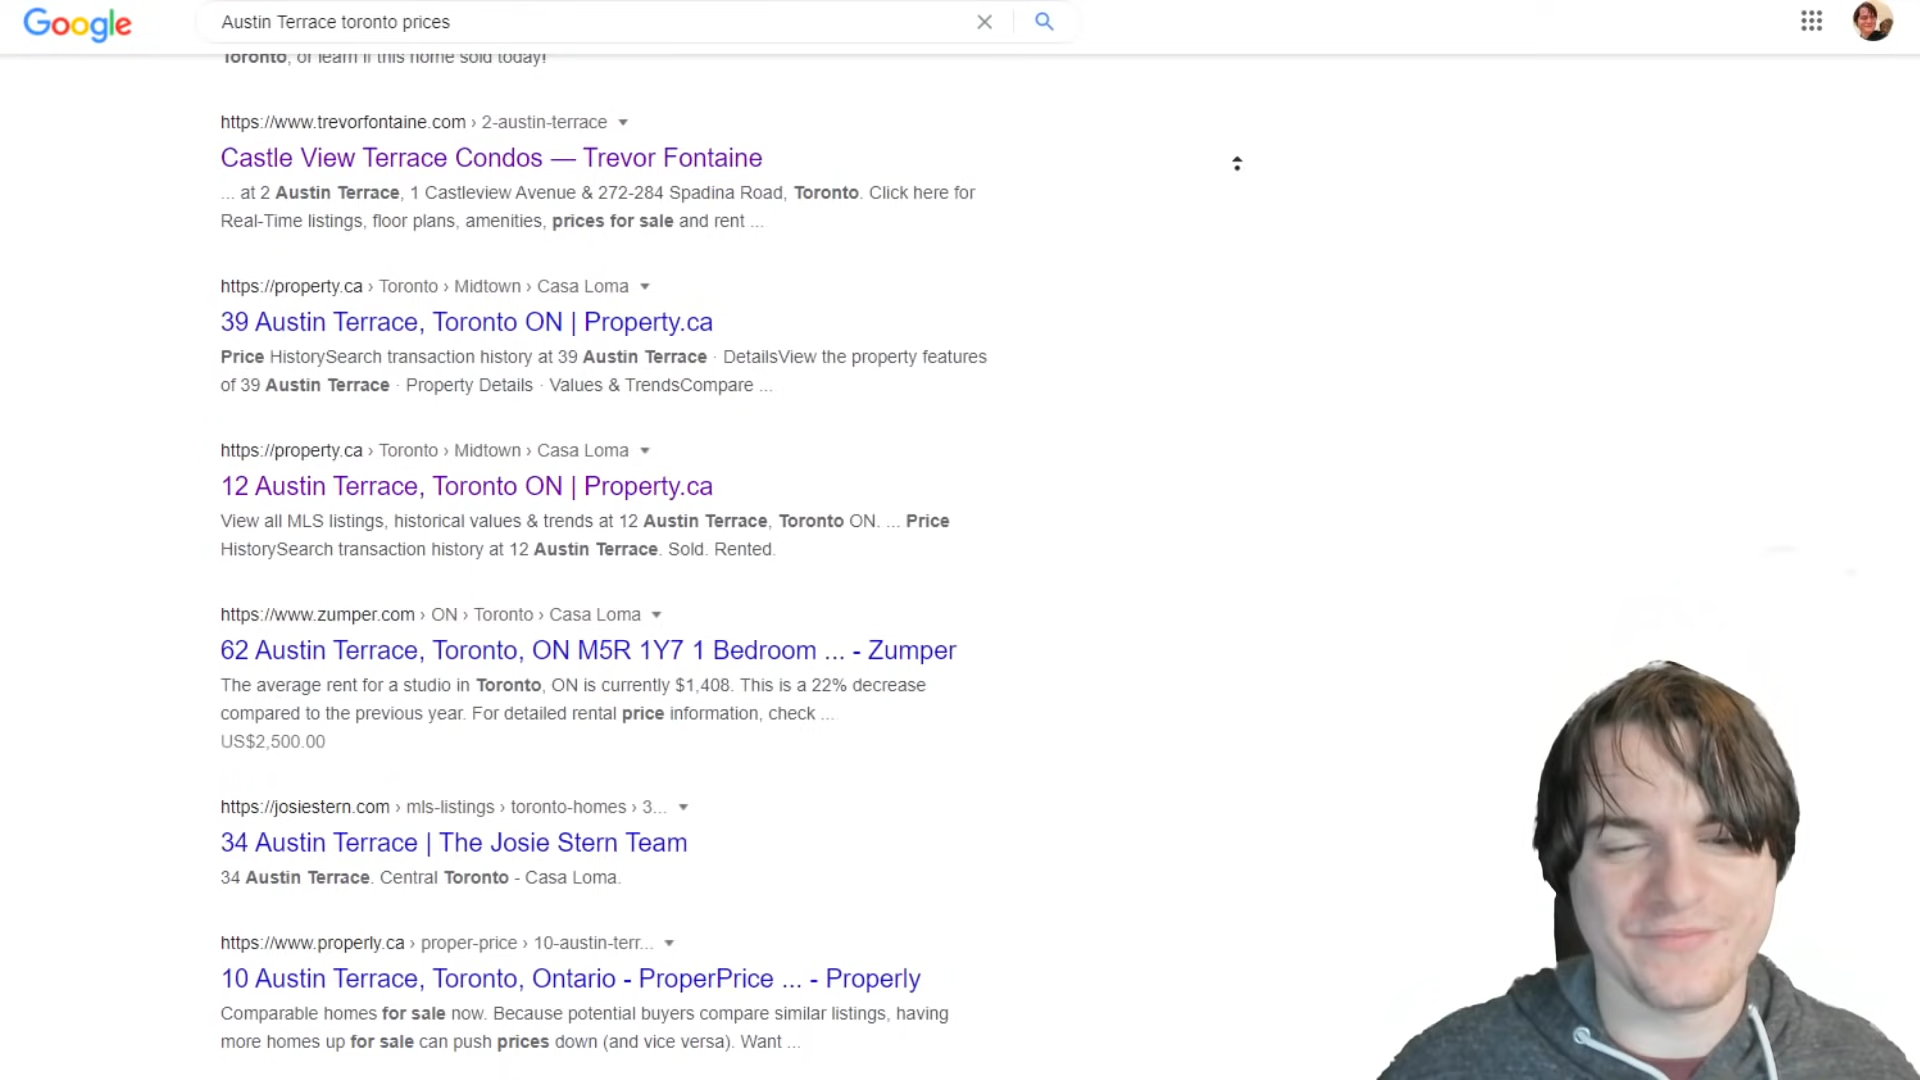 Google
Austin Terrace toronto prices
Toronto, or learn if this home sold today!
https://www.trevorfontaine.com › 2-austin-terrace
Castle View Terrace Condos — Trevor Fontaine
... at 2 Austin Terrace, 1 Castleview Avenue & 272-284 Spadina Road, Toronto. Click here for
Real-Time listings, floor plans, amenities, prices for sale and rent ...
https://property.ca › Toronto › Midtown › Casa Loma
39 Austin Terrace, Toronto ON | Property.ca
Price HistorySearch transaction history at 39 Austin Terrace · DetailsView the property features
of 39 Austin Terrace · Property Details · Values & TrendsCompare ...
https://property.ca › Toronto › Midtown › Casa Loma
12 Austin Terrace, Toronto ON | Property.ca
View all MLS listings, historical values & trends at 12 Austin Terrace, Toronto ON. ... Price
HistorySearch transaction history at 12 Austin Terrace. Sold. Rented.
https://www.zumper.com › ON › Toronto › Casa Loma
62 Austin Terrace, Toronto, ON M5R 1Y7 1 Bedroom ... - Zumper
The average rent for a studio in Toronto, ON is currently $1,408. This is a 22% decrease
compared to the previous year. For detailed rental price information, check ...
US$2,500.00
https://josiestern.com › mls-listings › toronto-homes › 3...
34 Austin Terrace | The Josie Stern Team
34 Austin Terrace. Central Toronto - Casa Loma.
https://www.properly.ca › proper-price › 10-austin-terr...
10 Austin Terrace, Toronto, Ontario - ProperPrice ... - Properly
Comparable homes for sale now. Because potential buyers compare similar listings, having
more homes up for sale can push prices down (and vice versa). Want ...